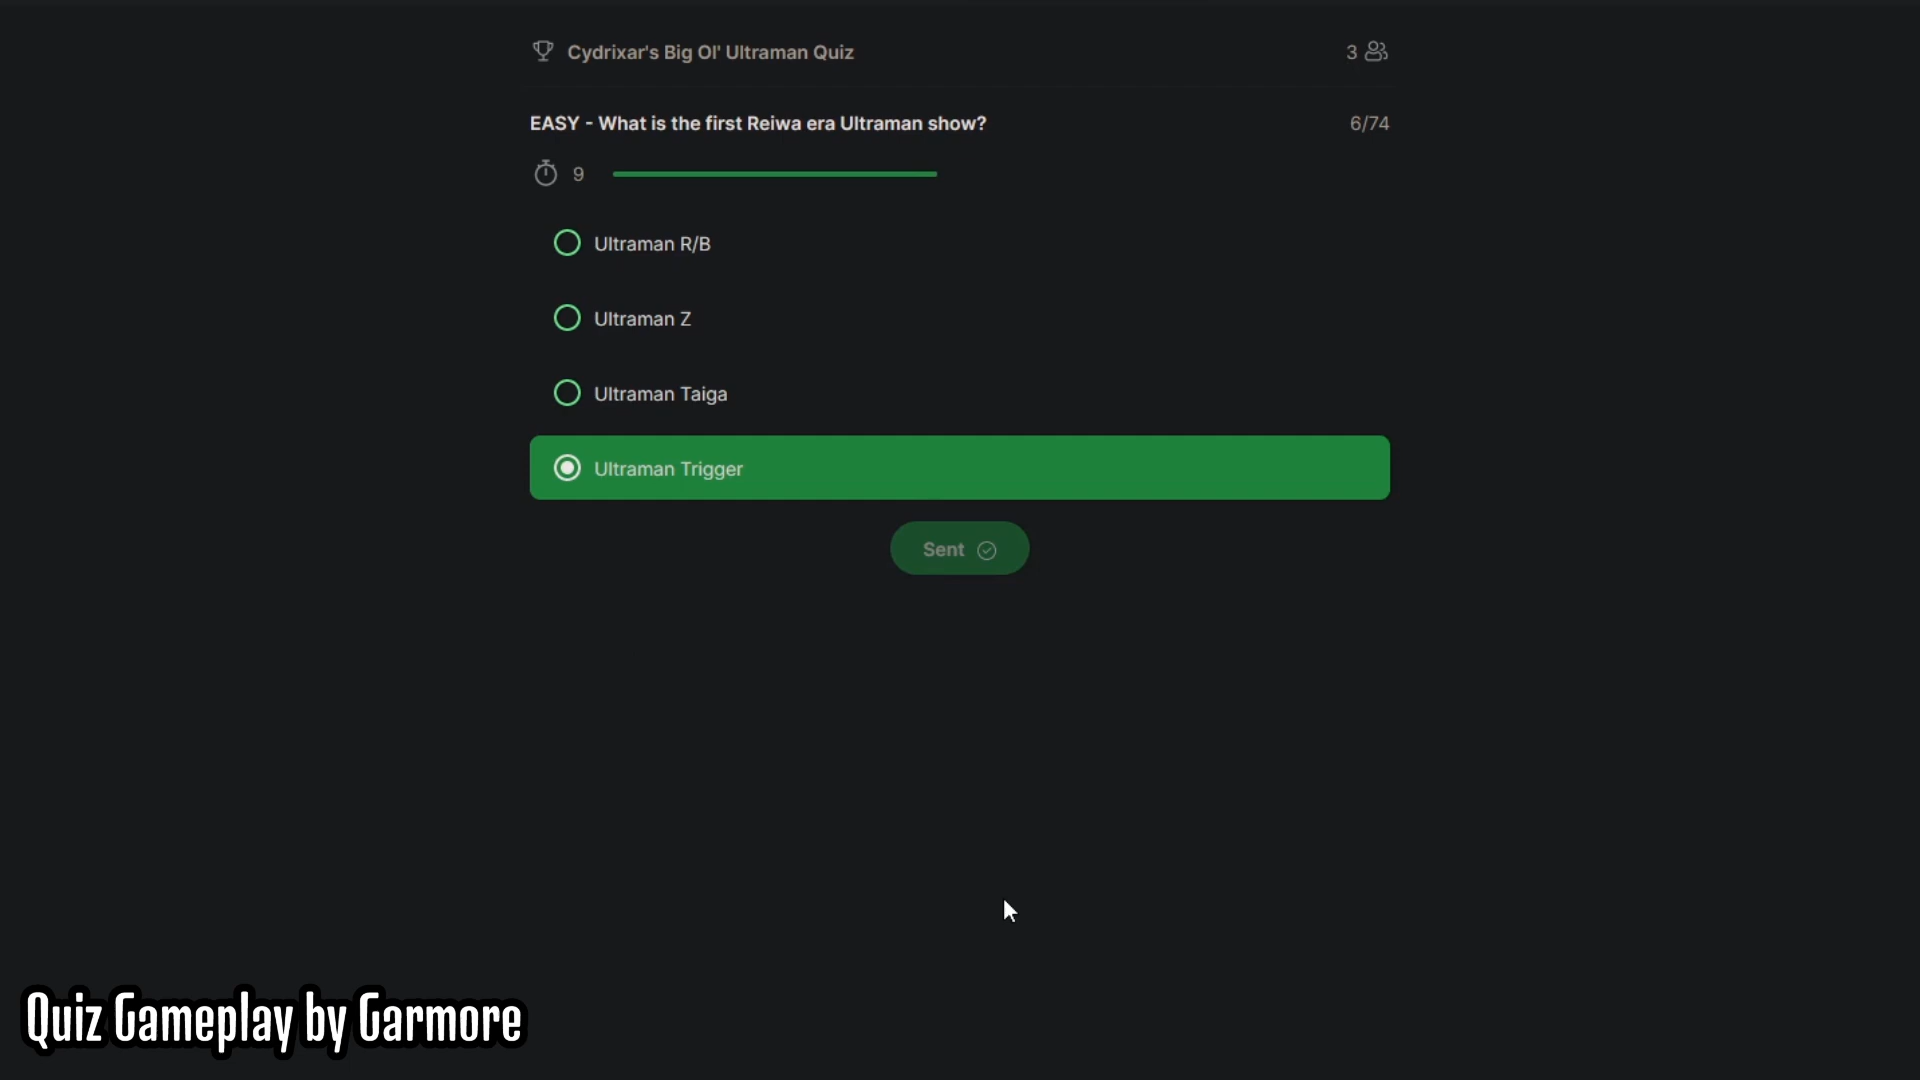 Cydrixar's Big Ol' Ultraman Quiz
3
EASY - What is the first Reiwa era Ultraman show?
6/74
9
Ultraman R/B
Ultraman Z
Ultraman Taiga
Ultraman Trigger
Sent
Quiz Gameplay by Garmore